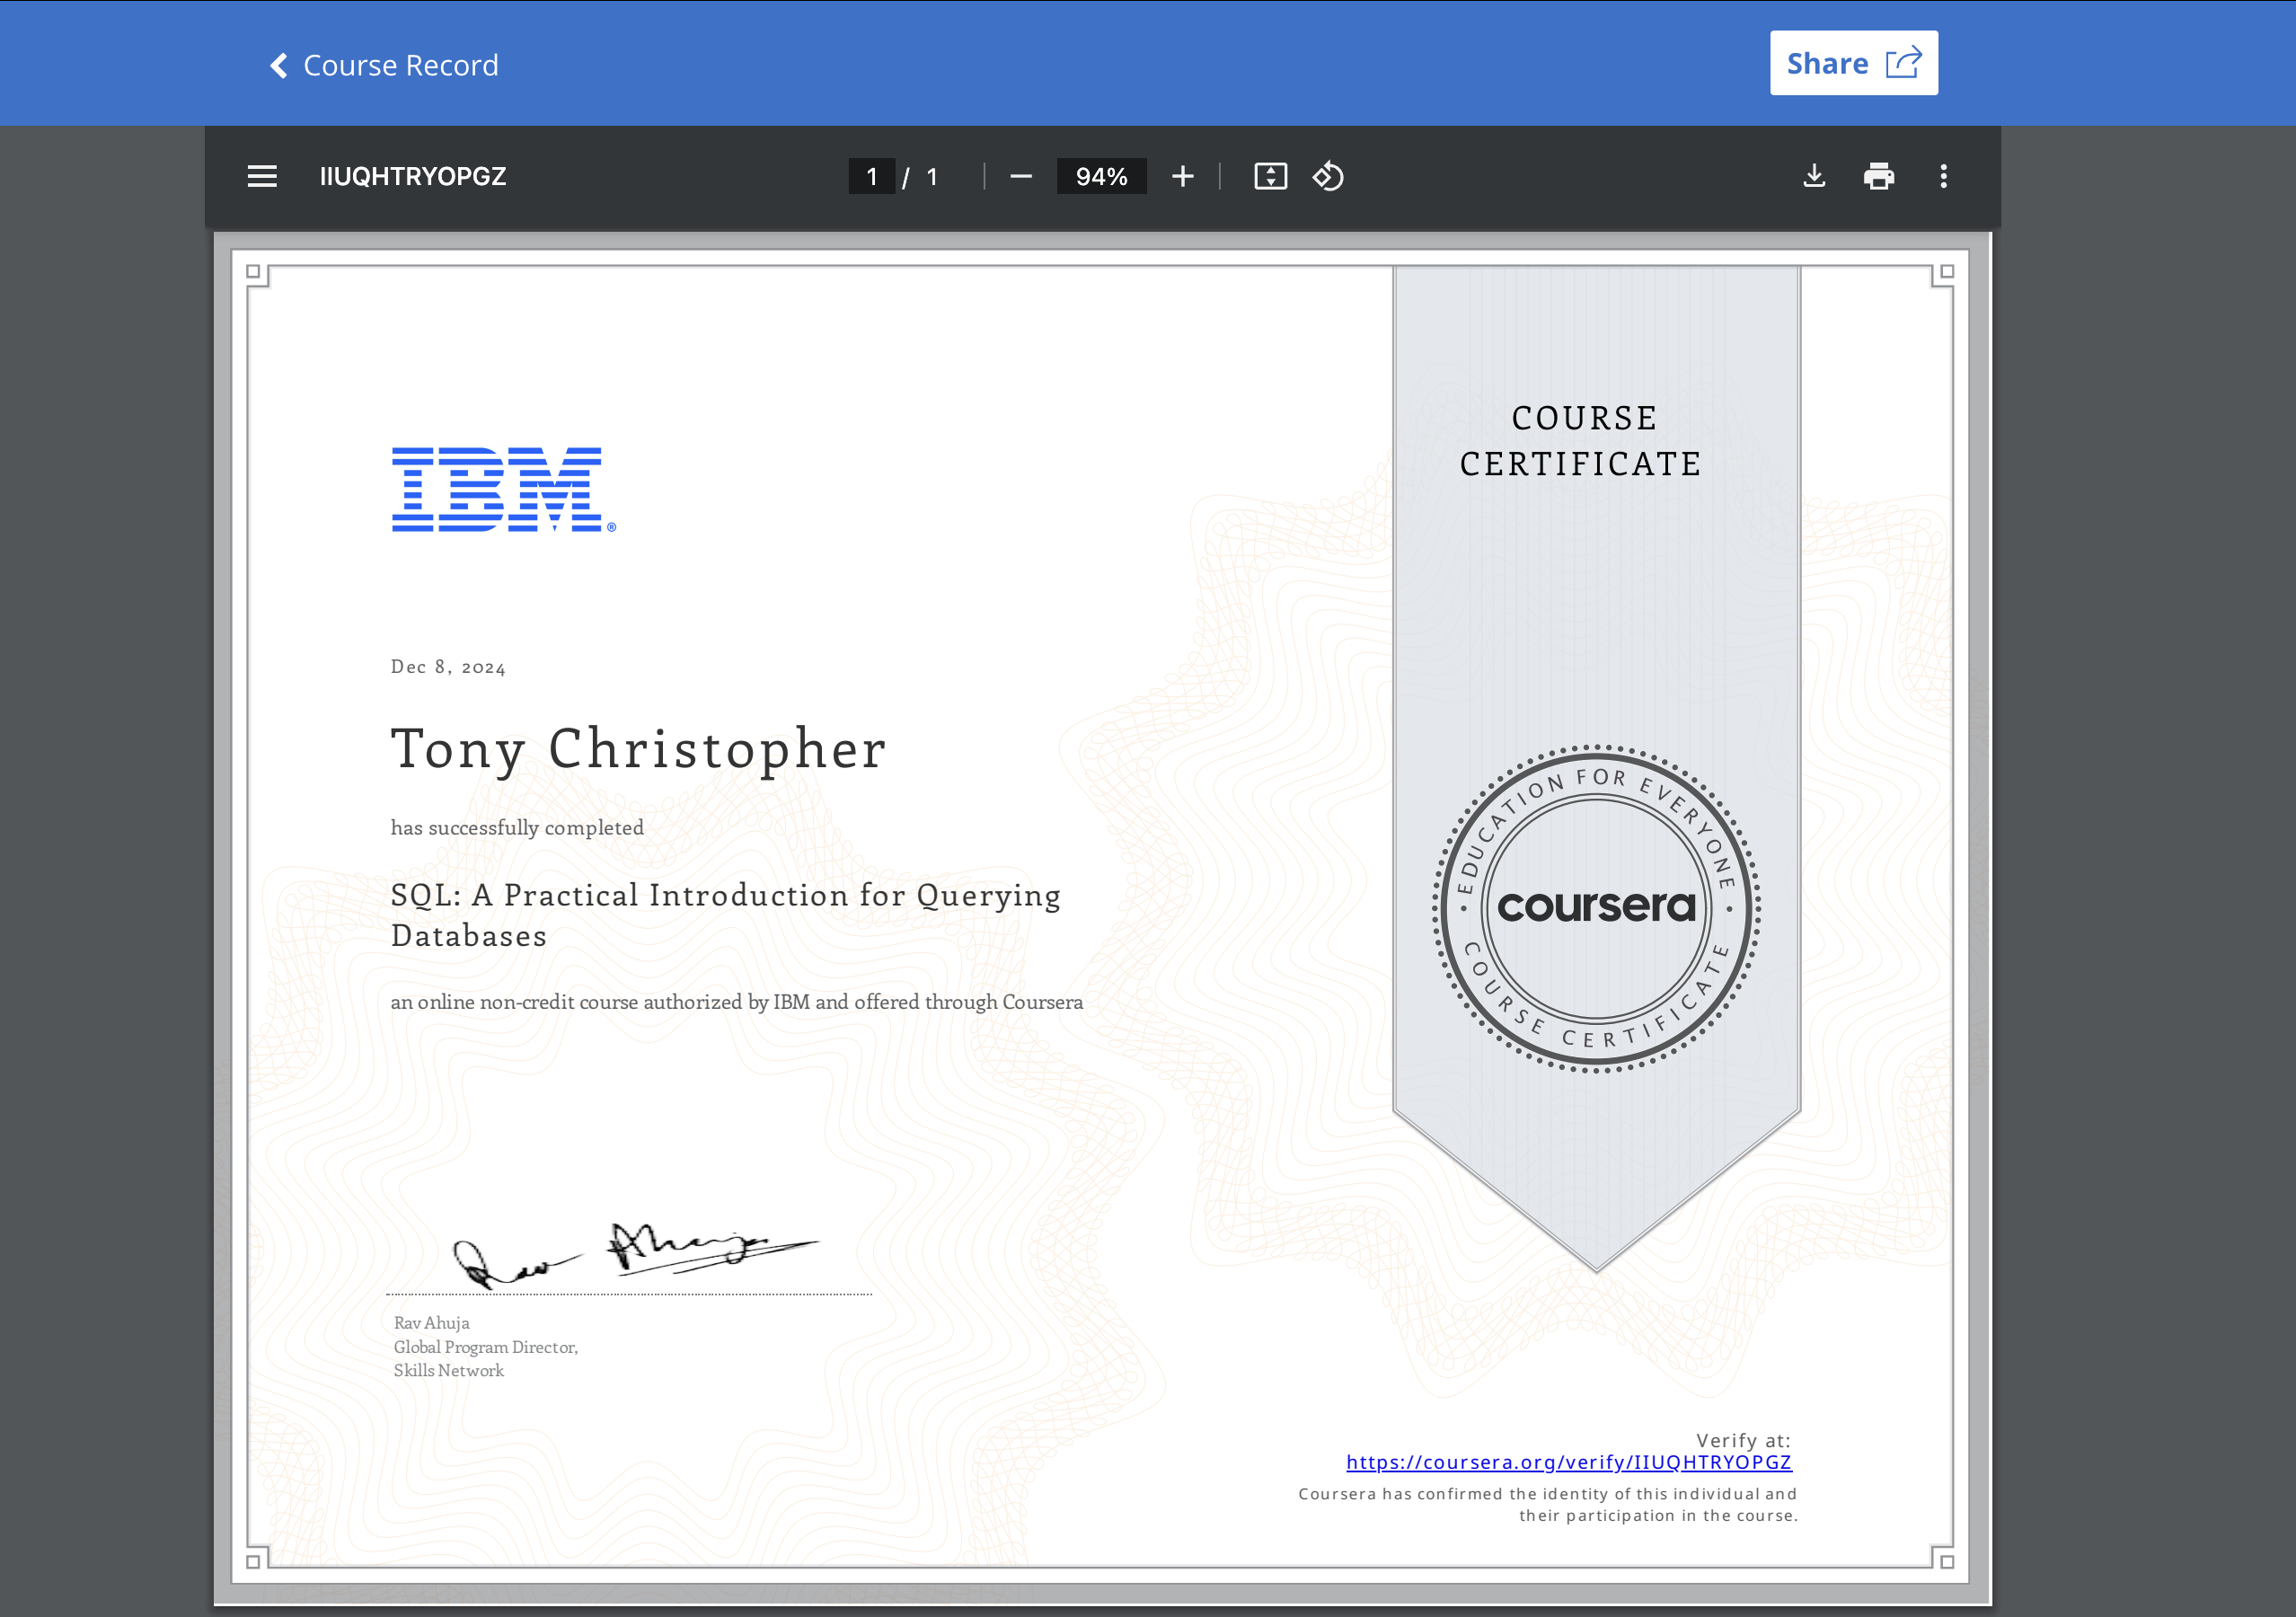 Course Record
Share
IIUQHTRYOPGZ
1 / 1
94%
COURSE
CERTIFICATE
IBM®
Dec 8, 2024
Tony Christopher
has successfully completed
SQL: A Practical Introduction for Querying
Databases
an online non-credit course authorized by IBM and offered through Coursera
EDUCATION FOR EVERYONE
coursera
COURSE CERTIFICATE
Rav Ahuja
Rav Ahuja
Global Program Director,
Skills Network
Verify at:
https://coursera.org/verify/IIUQHTRYOPGZ
Coursera has confirmed the identity of this individual and
their participation in the course.